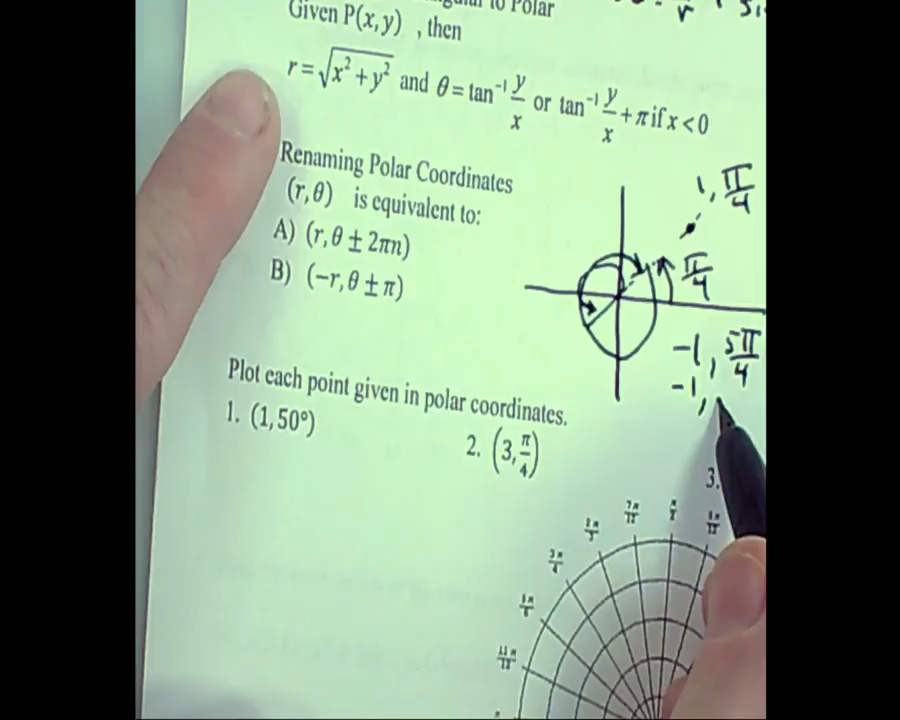 to Polar
Given P(x,y) , then
r = √x² + y² and θ = tan⁻¹ y/x or tan⁻¹ y/x + π if x < 0
Renaming Polar Coordinates
(r,θ) is equivalent to:
A) (r,θ ± 2πn)
B) (−r,θ ± π)
1, π/4
π/4
−1, 5π/4
−1,
Plot each point given in polar coordinates.
1. (1,50°)
2. (3, π/4)
3.